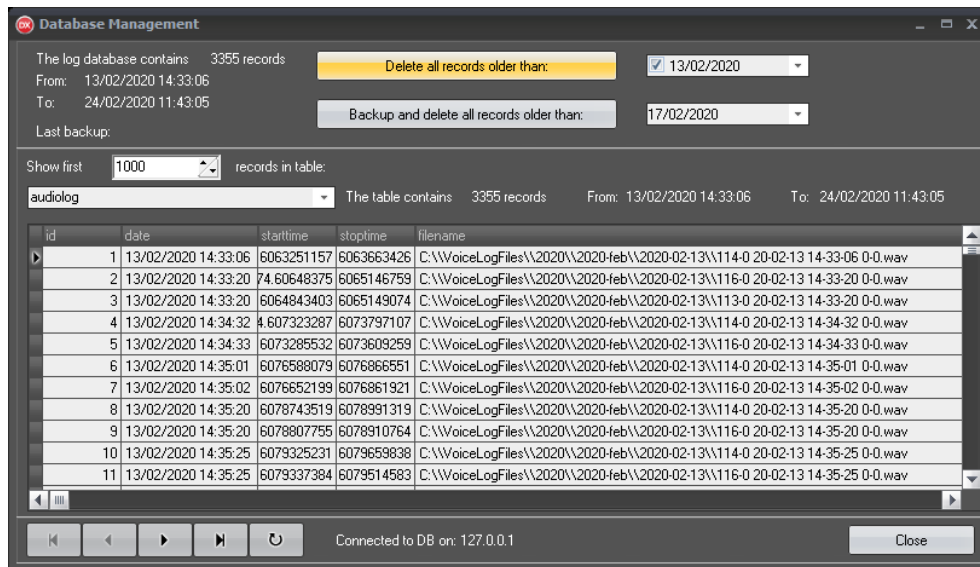 DX Database Management
The log database contains 3355 records
From: 13/02/2020 14:33:06
To: 24/02/2020 11:43:05
Last backup:
Delete all records older than: 13/02/2020
Backup and delete all records older than: 17/02/2020
Show first 1000 records in table:
audiolog The table contains 3355 records From: 13/02/2020 14:33:06 To: 24/02/2020 11:43:05
id date starttime stoptime filename
1 13/02/2020 14:33:06 6063251157 6063663426 C:\\VoiceLogFiles\\2020\\2020-feb\\2020-02-13\\114-0 20-02-13 14-33-06 0-0.wav
2 13/02/2020 14:33:20 74.60648375 6065146759 C:\\VoiceLogFiles\\2020\\2020-feb\\2020-02-13\\116-0 20-02-13 14-33-20 0-0.wav
3 13/02/2020 14:33:20 6064843403 6065149074 C:\\VoiceLogFiles\\2020\\2020-feb\\2020-02-13\\113-0 20-02-13 14-33-20 0-0.wav
4 13/02/2020 14:34:32 4.607323287 6073797107 C:\\VoiceLogFiles\\2020\\2020-feb\\2020-02-13\\114-0 20-02-13 14-34-32 0-0.wav
5 13/02/2020 14:34:33 6073285532 6073609259 C:\\VoiceLogFiles\\2020\\2020-feb\\2020-02-13\\116-0 20-02-13 14-34-33 0-0.wav
6 13/02/2020 14:35:01 6076588079 6076866551 C:\\VoiceLogFiles\\2020\\2020-feb\\2020-02-13\\114-0 20-02-13 14-35-01 0-0.wav
7 13/02/2020 14:35:02 6076652199 6076861921 C:\\VoiceLogFiles\\2020\\2020-feb\\2020-02-13\\116-0 20-02-13 14-35-02 0-0.wav
8 13/02/2020 14:35:20 6078743519 6078991319 C:\\VoiceLogFiles\\2020\\2020-feb\\2020-02-13\\114-0 20-02-13 14-35-20 0-0.wav
9 13/02/2020 14:35:20 6078807755 6078910764 C:\\VoiceLogFiles\\2020\\2020-feb\\2020-02-13\\116-0 20-02-13 14-35-20 0-0.wav
10 13/02/2020 14:35:25 6079325231 6079659838 C:\\VoiceLogFiles\\2020\\2020-feb\\2020-02-13\\114-0 20-02-13 14-35-25 0-0.wav
11 13/02/2020 14:35:25 6079337384 6079514583 C:\\VoiceLogFiles\\2020\\2020-feb\\2020-02-13\\116-0 20-02-13 14-35-25 0-0.wav
Connected to DB on: 127.0.0.1 Close